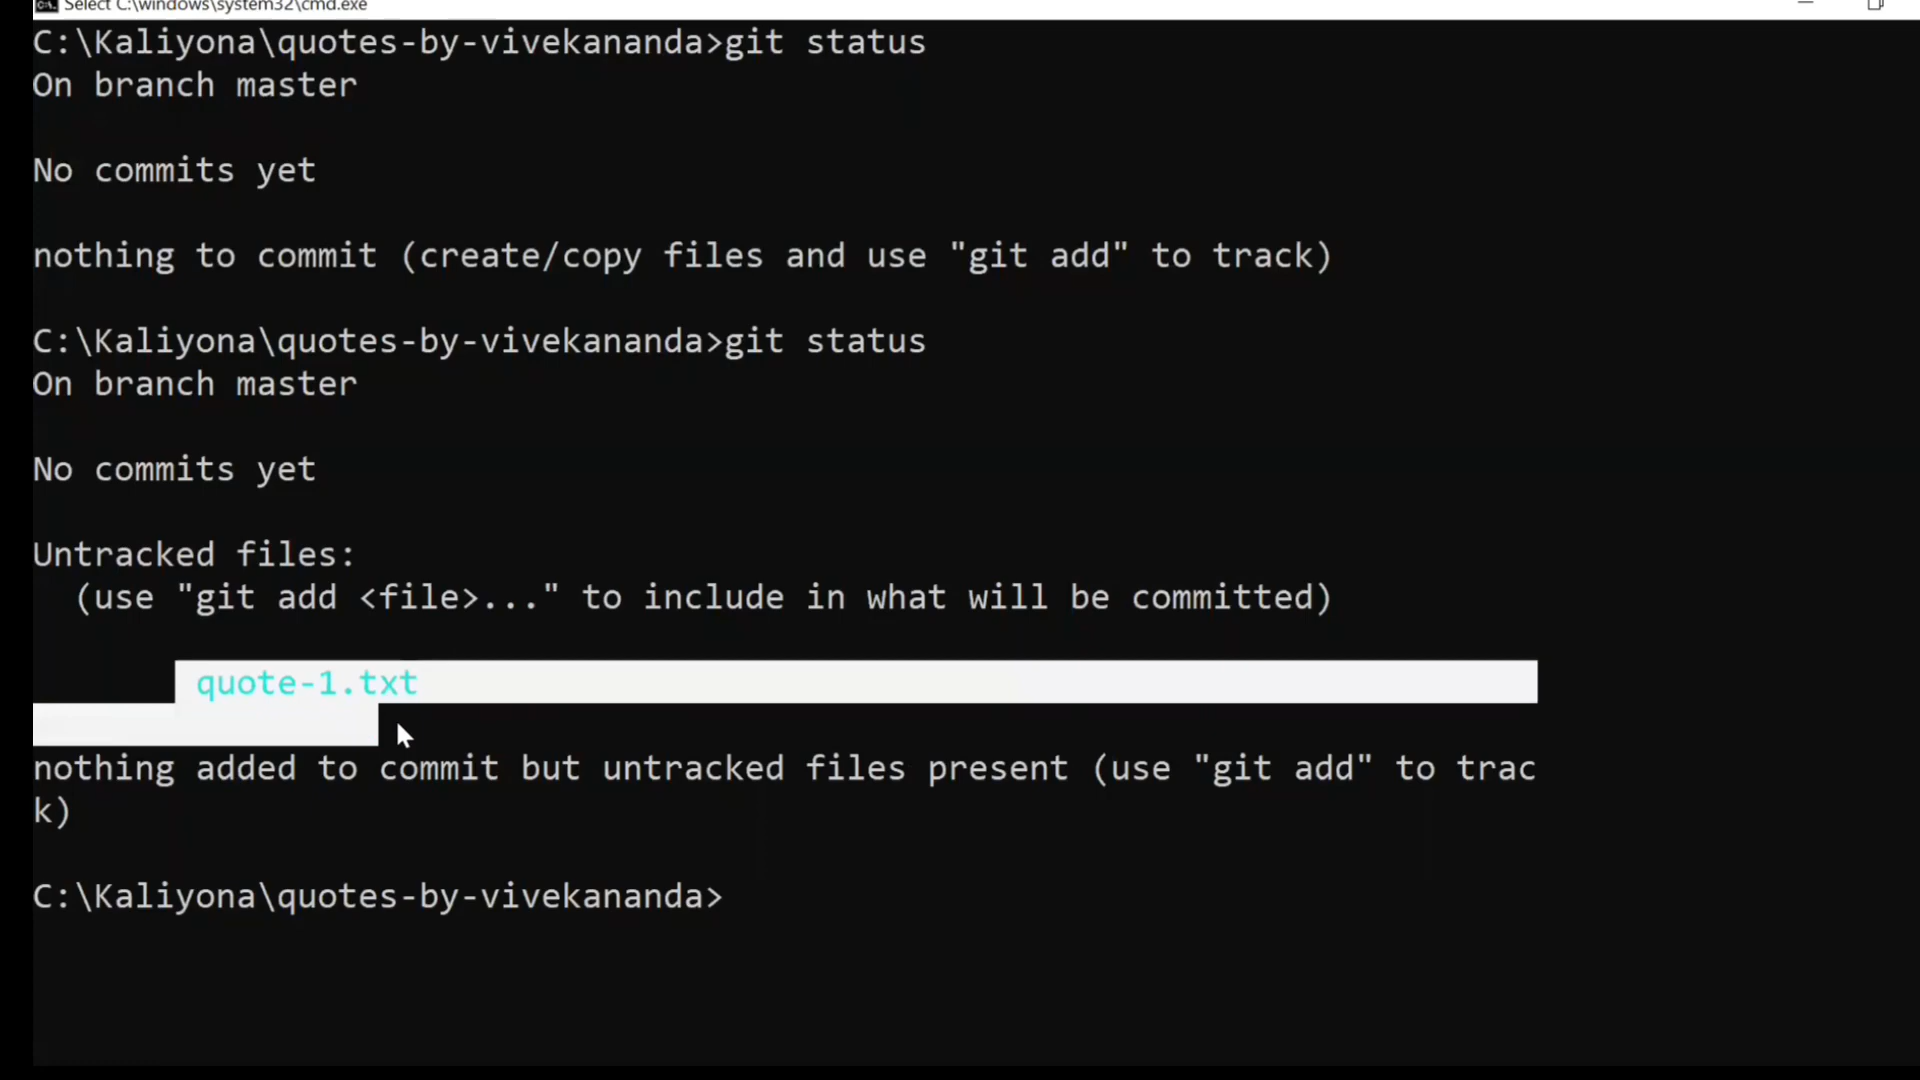 Select C:\windows\system32\cmd.exe
C:\Kaliyona\quotes-by-vivekananda>git status
On branch master
No commits yet
nothing to commit (create/copy files and use "git add" to track)
C:\Kaliyona\quotes-by-vivekananda>git status
On branch master
No commits yet
Untracked files:
(use "git add <file>..." to include in what will be committed)
quote-1.txt
nothing added to commit but untracked files present (use "git add" to trac
k)
C:\Kaliyona\quotes-by-vivekananda>